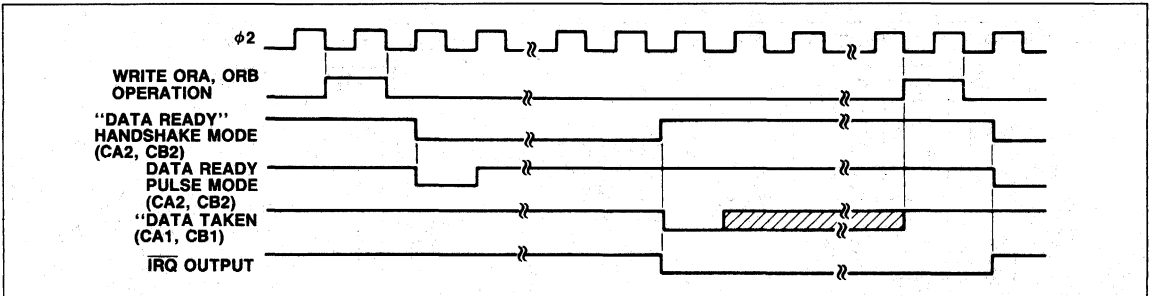 ϕ2
WRITE ORA, ORB
OPERATION
"DATA READY"
HANDSHAKE MODE
(CA2, CB2)
DATA READY
PULSE MODE
(CA2, CB2)
"DATA TAKEN
(CA1, CB1)
I̅R̅Q̅ OUTPUT